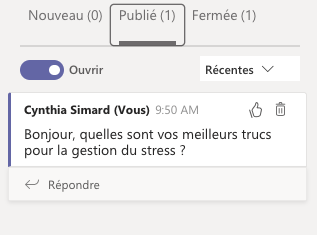 Nouveau (0) Publié (1) Fermée (1)
Ouvrir Récentes
Cynthia Simard (Vous) 9:50 AM
Bonjour, quelles sont vos meilleurs trucs
pour la gestion du stress ?
Répondre